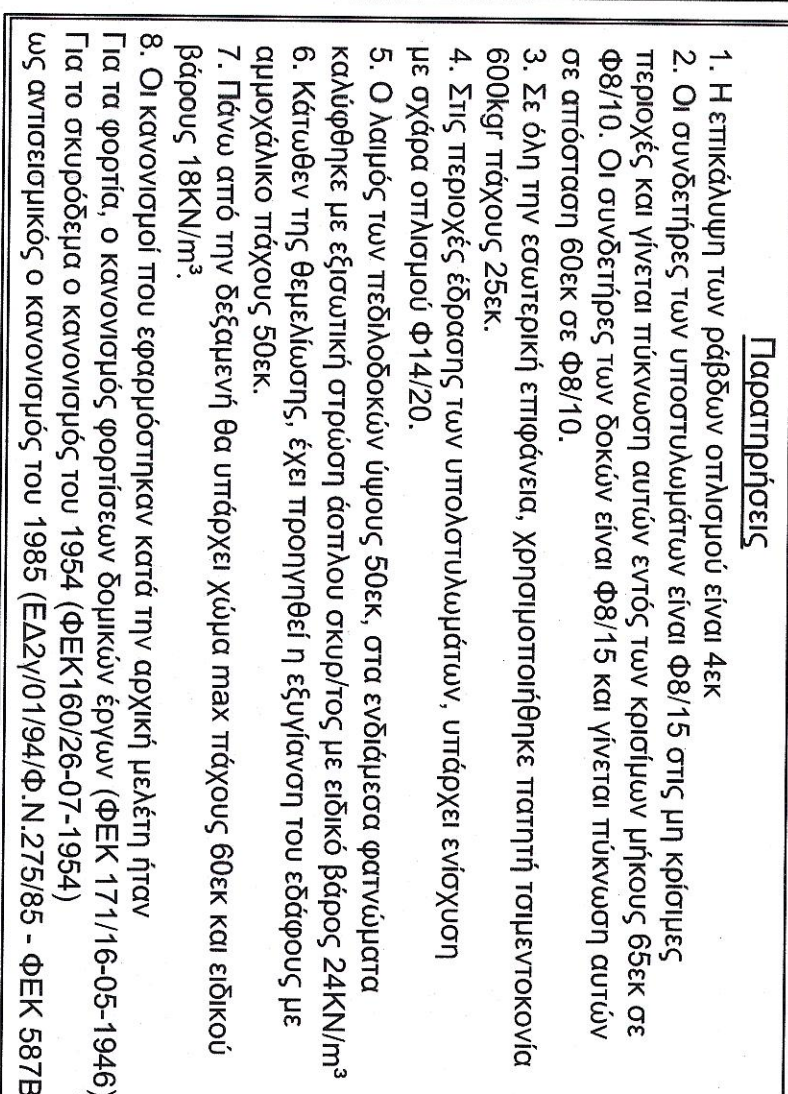 Παρατηρήσεις
1. Η επικάλυψη των ράβδων οπλισμού είναι 4εκ
2. Οι συνδετήρες των υποστυλωμάτων είναι Φ8/15 στις μη κρίσιμες
περιοχές και γίνεται πύκνωση αυτών εντός των κρισίμων μήκους 65εκ σε
Φ8/10. Οι συνδετήρες των δοκών είναι Φ8/15 και γίνεται πύκνωση αυτών
σε απόσταση 60εκ σε Φ8/10.
3. Σε όλη την εσωτερική επιφάνεια, χρησιμοποιήθηκε πατητή τσιμεντοκονία
600kgr πάχους 25εκ.
4. Στις περιοχές έδρασης των υπολοτυλωμάτων, υπάρχει ενίσχυση
με σχάρα οπλισμού Φ14/20.
5. Ο λαιμός των πεδιλοδοκών ύψους 50εκ, στα ενδιάμεσα φατνώματα
καλύφθηκε με εξισωτική στρώση άοπλου σκυρ/τος με ειδικό βάρος 24KN/m³
6. Κάτωθεν της θεμελίωσης, έχει προηγηθεί η εξυγίανση του εδάφους με
αμμοχάλικο πάχους 50εκ.
7. Πάνω από την δεξαμενή θα υπάρχει χώμα max πάχους 60εκ και ειδικού
βάρους 18KN/m³.
8. Οι κανονισμοί που εφαρμόστηκαν κατά την αρχική μελέτη ήταν
Για τα φορτία, ο κανονισμός φορτίσεων δομικών έργων (ΦΕΚ 171/16-05-1946)
Για το σκυρόδεμα ο κανονισμός του 1954 (ΦΕΚ160/26-07-1954)
ως αντισεισμικός ο κανονισμός του 1985 (ΕΔ2γ/01/94/Φ.Ν.275/85 - ΦΕΚ 587Β